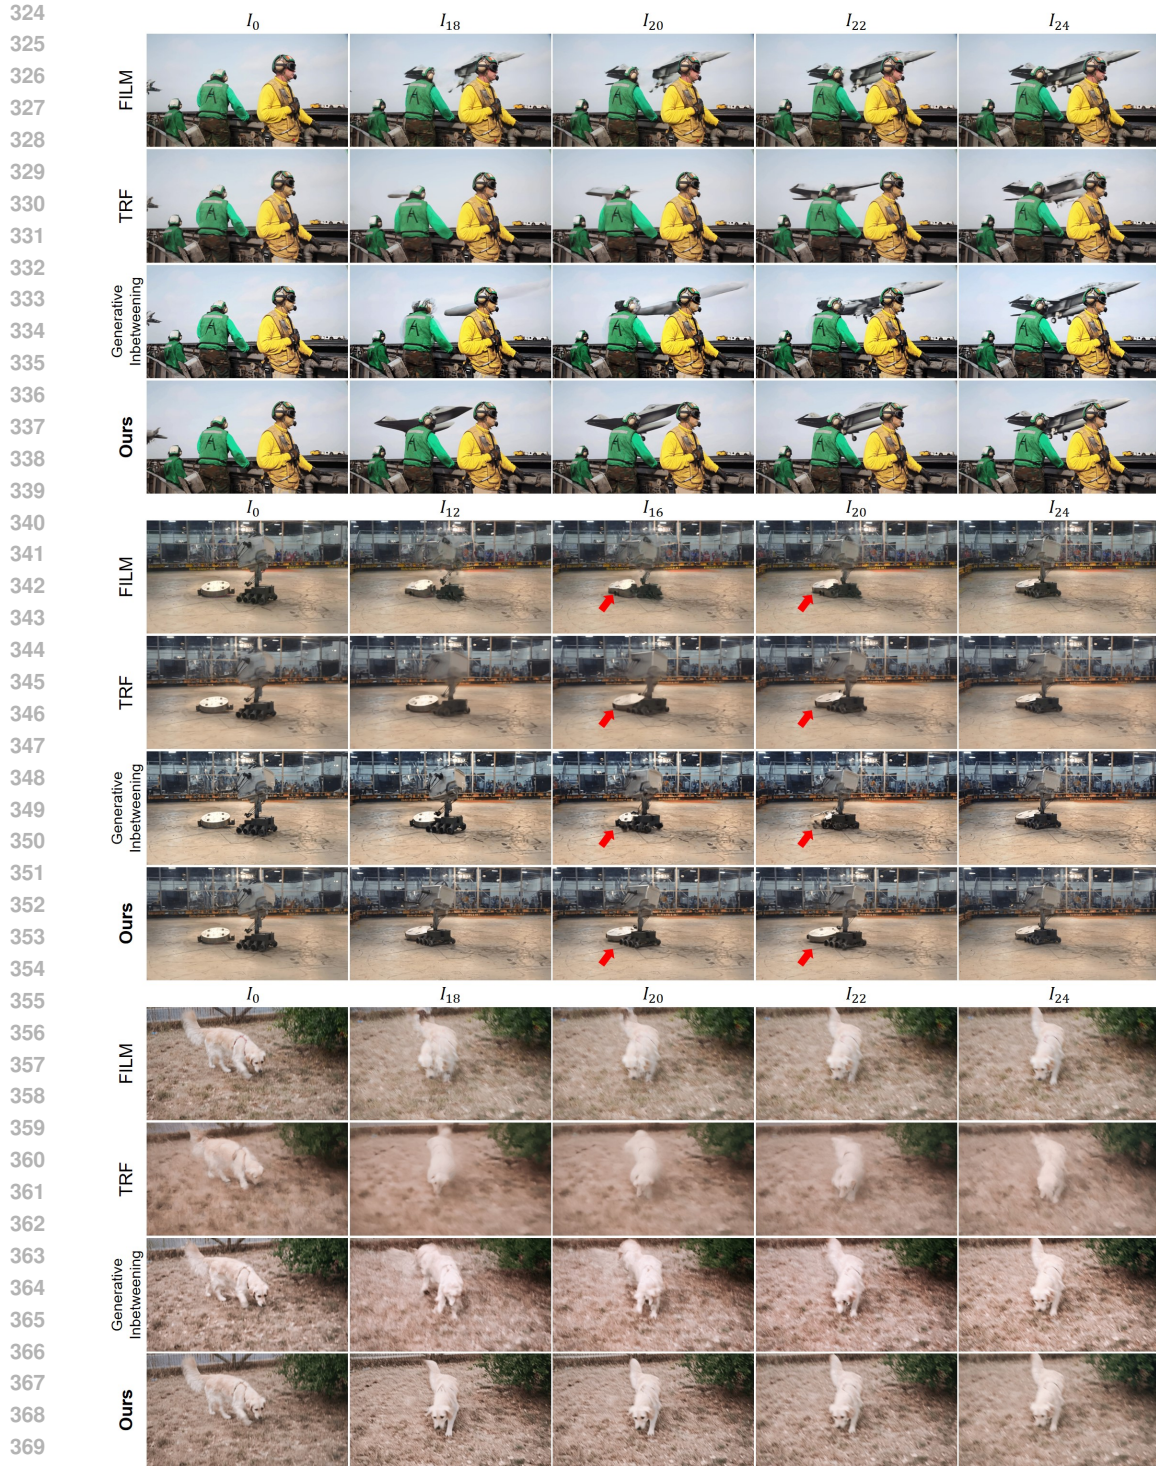 324
I0 I18 I20 I22 I24
325
326
FILM
327
328
329
330
TRF
331
332
333
Generative
Inbetweening
334
335
336
337
Ours
338
339
I0 I12 I16 I20 I24
340
341
FILM
342
343
344
345
TRF
346
347
348
Generative
Inbetweening
349
350
351
352
Ours
353
354
I0 I18 I20 I22 I24
355
356
FILM
357
358
359
360
TRF
361
362
363
Generative
Inbetweening
364
365
366
367
Ours
368
369